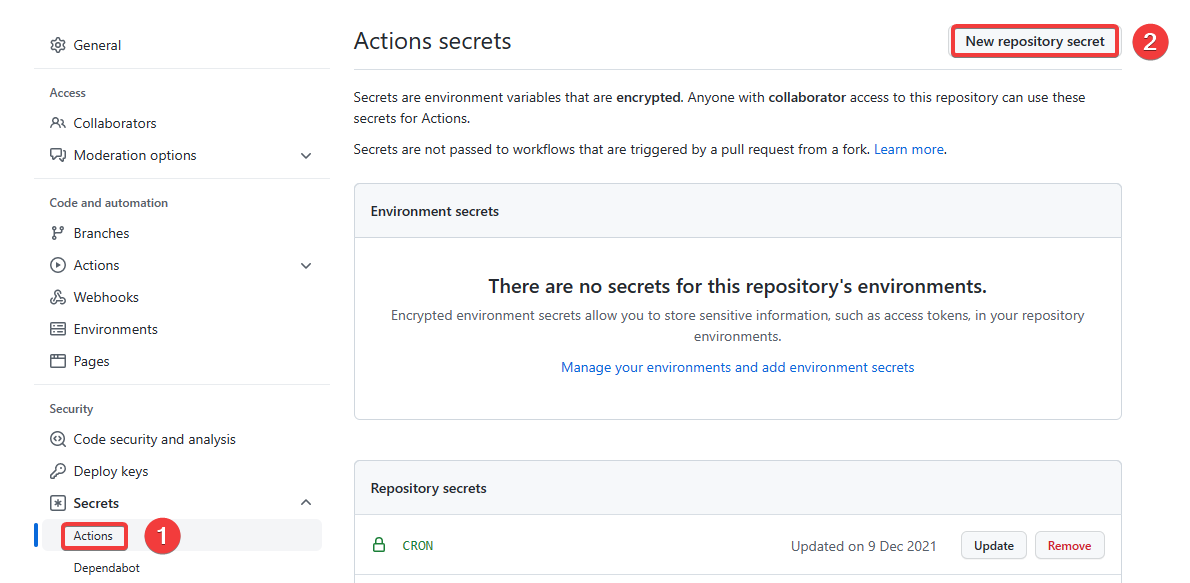 General
Access
Collaborators
Moderation options
Code and automation
Branches
Actions
Webhooks
Environments
Pages
Security
Code security and analysis
Deploy keys
Secrets
Actions
1
Dependabot
Actions secrets
New repository secret
2
Secrets are environment variables that are encrypted. Anyone with collaborator access to this repository can use these
secrets for Actions.
Secrets are not passed to workflows that are triggered by a pull request from a fork. Learn more.
Environment secrets
There are no secrets for this repository's environments.
Encrypted environment secrets allow you to store sensitive information, such as access tokens, in your repository
environments.
Manage your environments and add environment secrets
Repository secrets
CRON
Updated on 9 Dec 2021
Update
Remove